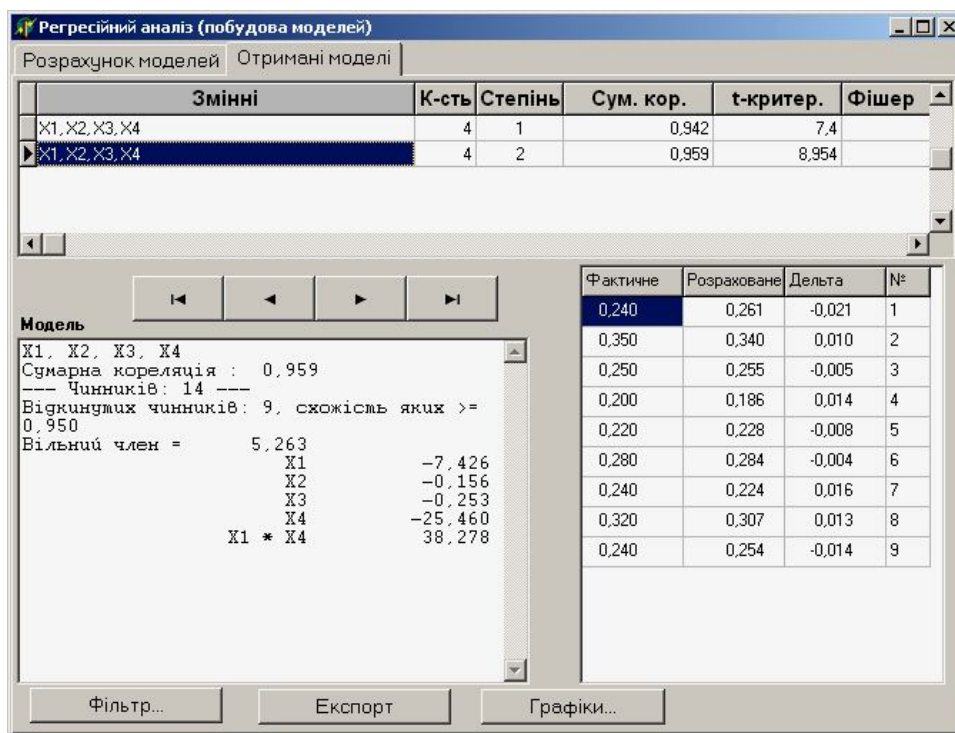 Регресійний аналіз (побудова моделей)
Розрахунок моделей Отримані моделі
Змінні К-сть Степінь Сум. кор. t-критер. Фішер
X1, X2, X3, X4 4 1 0,942 7,4
X1, X2, X3, X4 4 2 0,959 8,954
Модель
X1, X2, X3, X4
Сумарна кореляція : 0,959
--- Чинників: 14 ---
Відкинутих чинників: 9, схожість яких >=
0,950
Вільний член = 5,263
X1 -7,426
X2 -0,156
X3 -0,253
X4 -25,460
X1 * X4 38,278
Фактичне Розраховане Дельта №
0,240 0,261 -0,021 1
0,350 0,340 0,010 2
0,250 0,255 -0,005 3
0,200 0,186 0,014 4
0,220 0,228 -0,008 5
0,280 0,284 -0,004 6
0,240 0,224 0,016 7
0,320 0,307 0,013 8
0,240 0,254 -0,014 9
Фільтр... Експорт Графіки...